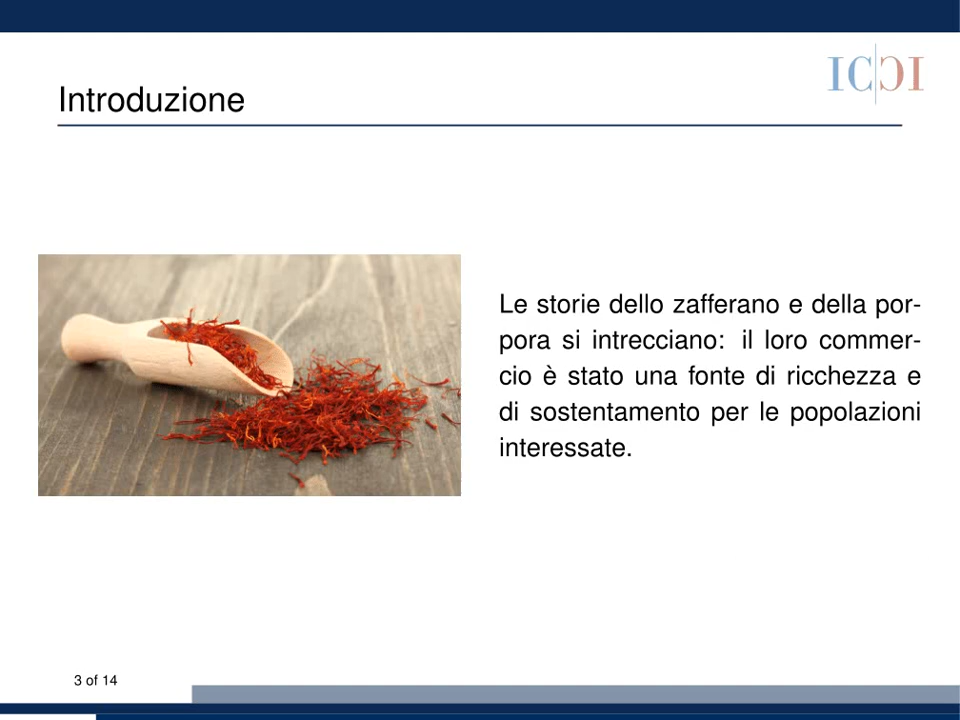 ICCI
Introduzione
Le storie dello zafferano e della por-
pora si intrecciano: il loro commer-
cio è stato una fonte di ricchezza e
di sostentamento per le popolazioni
interessate.
3 of 14